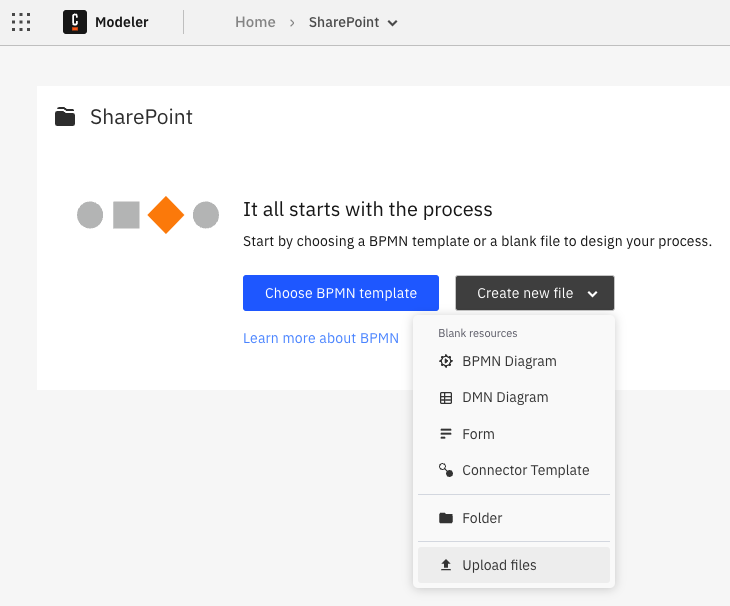 Modeler
Home
SharePoint
SharePoint
It all starts with the process
Start by choosing a BPMN template or a blank file to design your process.
Choose BPMN template
Create new file
Learn more about BPMN
Blank resources
BPMN Diagram
DMN Diagram
Form
Connector Template
Folder
Upload files